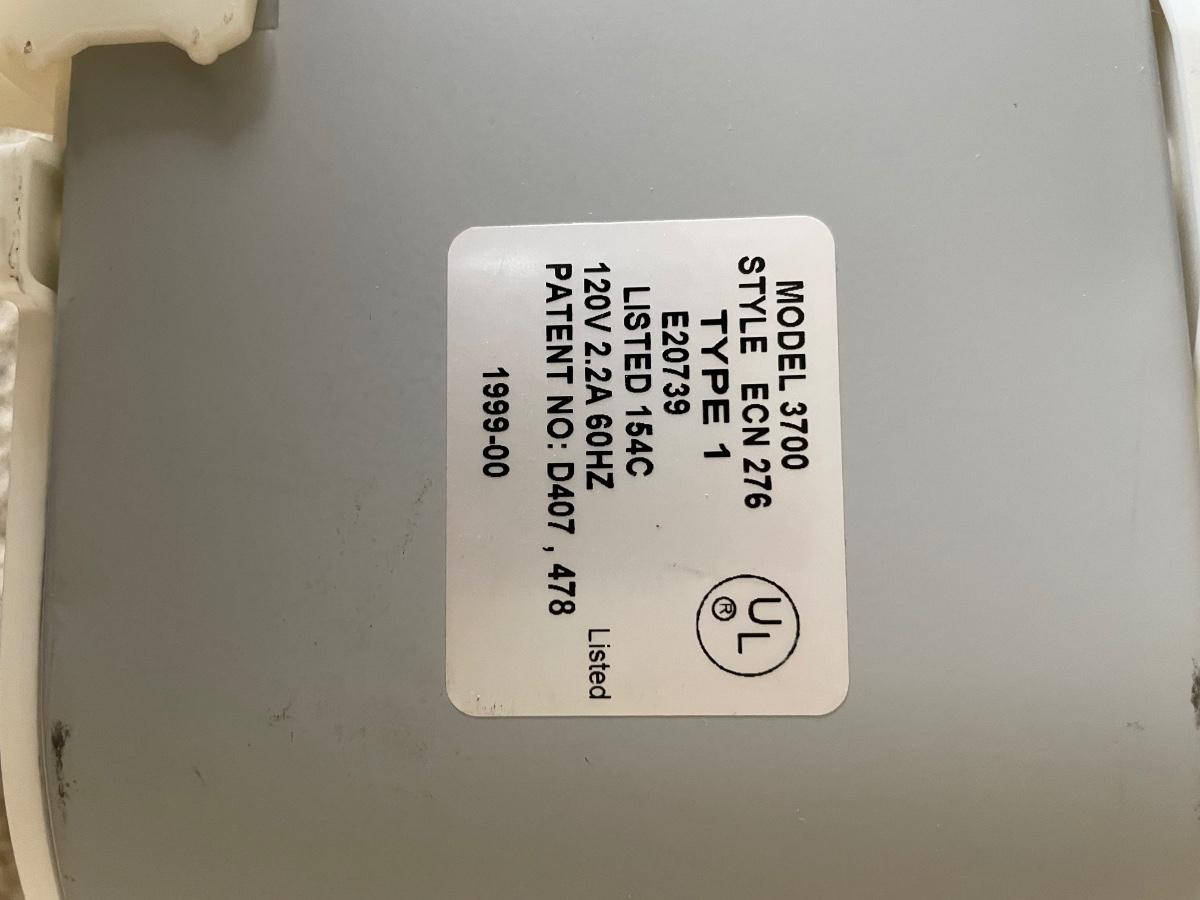 MODEL 3700
STYLE ECN 276
TYPE 1
E20739
LISTED 154C
120V 2.2A 60HZ
PATENT NO: D407 , 478
1999-00
UL
®
Listed